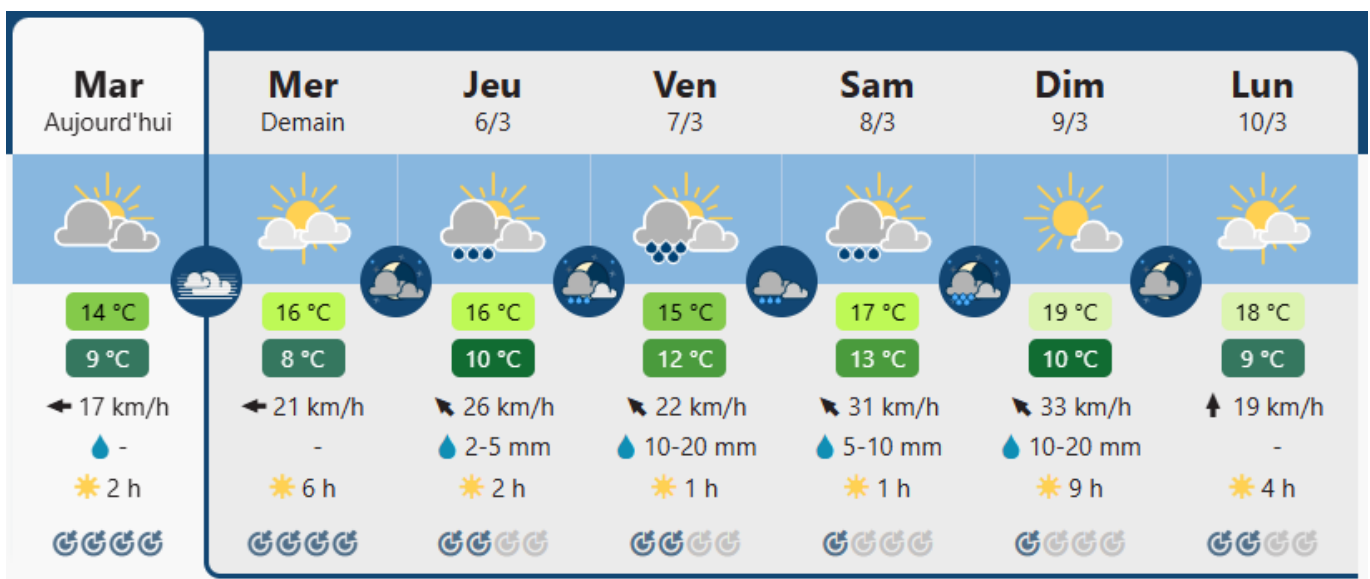 Mar Mer Jeu Ven Sam Dim Lun
Aujourd'hui Demain 6/3 7/3 8/3 9/3 10/3
14 °C 16 °C 16 °C 15 °C 17 °C 19 °C 18 °C
9 °C 8 °C 10 °C 12 °C 13 °C 10 °C 9 °C
17 km/h 21 km/h 26 km/h 22 km/h 31 km/h 33 km/h 19 km/h
- - 2-5 mm 10-20 mm 5-10 mm 10-20 mm -
2 h 6 h 2 h 1 h 1 h 9 h 4 h